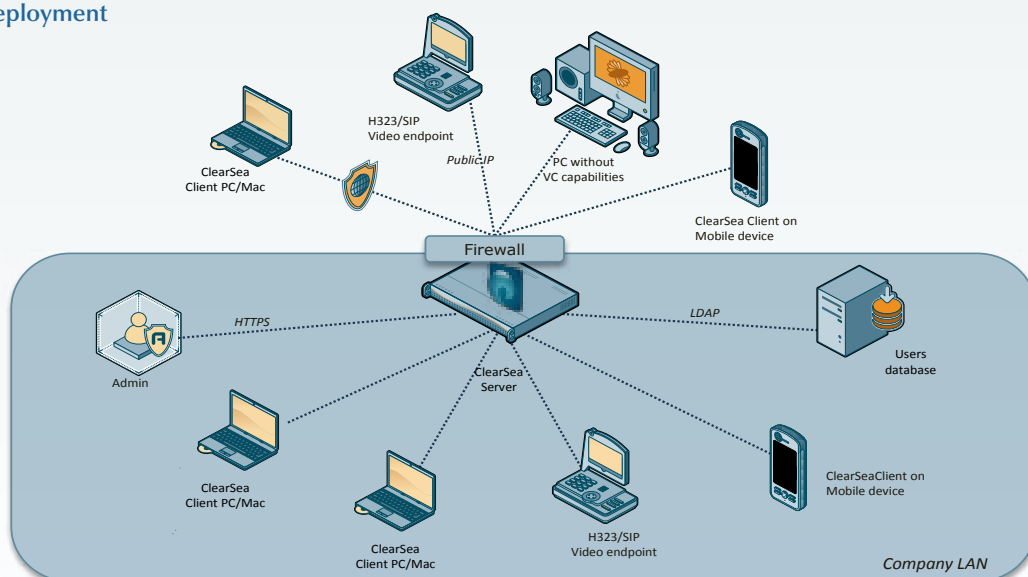 eployment
H323/SIP
Video endpoint
ClearSea
Client PC/Mac
Public IP
PC without
VC capabilities
ClearSea Client on
Mobile device
Firewall
HTTPS
LDAP
Admin
ClearSea
Server
Users
database
ClearSea
Client PC/Mac
ClearSea
Client PC/Mac
H323/SIP
Video endpoint
ClearSeaClient on
Mobile device
Company LAN